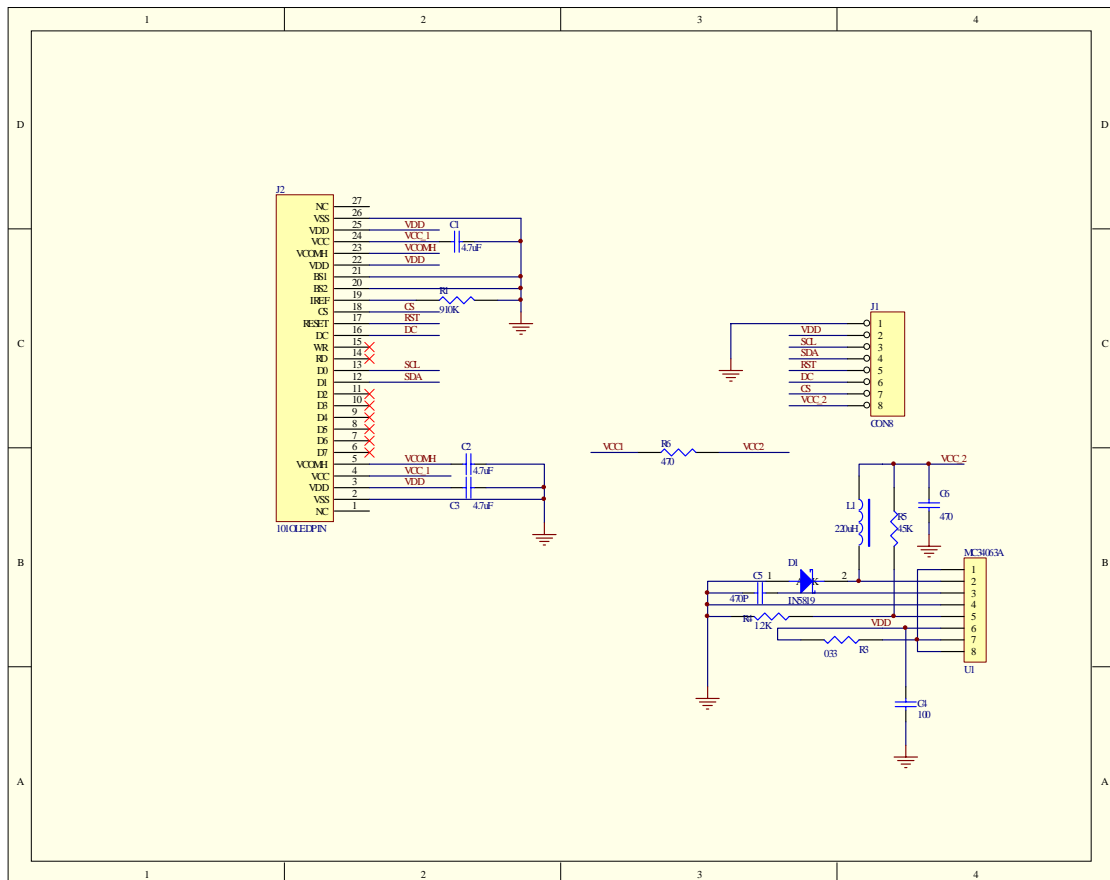 1 2 3 4
D D
J2
NC 27
VSS 26
VDD 25 VDD C1
VCC 24 VCC_1 4.7uF
VCOMH 23 VCOMH
VDD 22 VDD
BS1 21
BS2 20
IREF 19 R1
910K
CS 18 CS
RESET 17 RST
DC 16 DC
WR 15
RD 14
D0 13 SCL
D1 12 SDA
D2 11
D3 10
D4 9
D5 8
D6 7
D7 6
VCOMH 5 VCOMH C2
VCC 4 VCC_1 4.7uF
VDD 3 VDD
VSS 2 C3 4.7uF
NC 1
101OLEDPIN
C C
J1
1
VDD 2
SCL 3
SDA 4
RST 5
DC 6
CS 7
VCC_2 8
CON8
VCC1 R6 VCC2
470
VCC_2
L1
220uH
R5
45K
C6
470
B B
MC34063A
1
2
3
4
5
6
7
8
U1
D1
1 A K 2
1N5819
C5
470P
R4
12K
VDD
033 R3
C4
100
A A
1 2 3 4